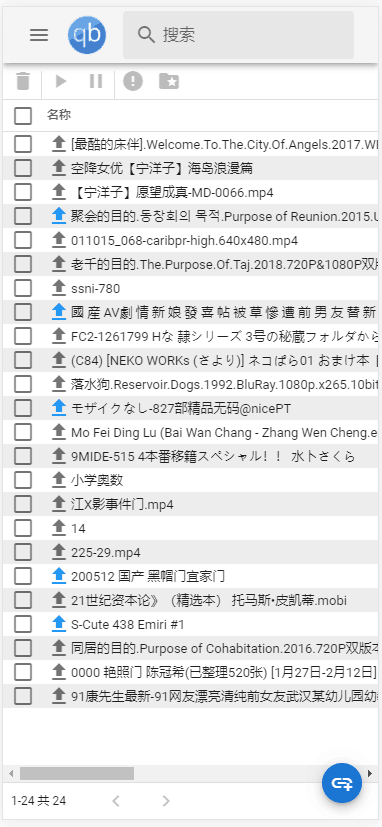 qb
搜索
名称
[最酷的床伴].Welcome.To.The.City.Of.Angels.2017.WE
空降女优【宁洋子】海岛浪漫篇
【宁洋子】愿望成真-MD-0066.mp4
聚会的目的.동창회의 목적.Purpose of Reunion.2015.U
011015_068-caribpr-high.640x480.mp4
老千的目的.The.Purpose.Of.Taj.2018.720P&1080P双版
ssni-780
國 産 AV劇 情 新 娘 發 喜 帖 被 草 慘 遭 前 男 友 替 新
FC2-1261799 Hな 隷シリーズ 3号の秘蔵フォルダから
(C84) [NEKO WORKs (さより)] ネコぱら01 おまけ本
落水狗.Reservoir.Dogs.1992.BluRay.1080p.x265.10bit
モザイクなし-827部精品无码@nicePT
Mo Fei Ding Lu (Bai Wan Chang - Zhang Wen Cheng.e
9MIDE-515 4本番移籍スペシャル！！ 水卜さくら
小学奥数
江X影事件门.mp4
14
225-29.mp4
200512 国产 黑帽门宜家门
21世纪资本论》（精选本） 托马斯•皮凯蒂.mobi
S-Cute 438 Emiri #1
同居的目的.Purpose of Cohabitation.2016.720P双版本
0000 艳照门 陈冠希(已整理520张) [1月27日-2月12日]
91康先生最新-91网友漂亮清纯前女友武汉某幼儿园幼
1-24 共 24